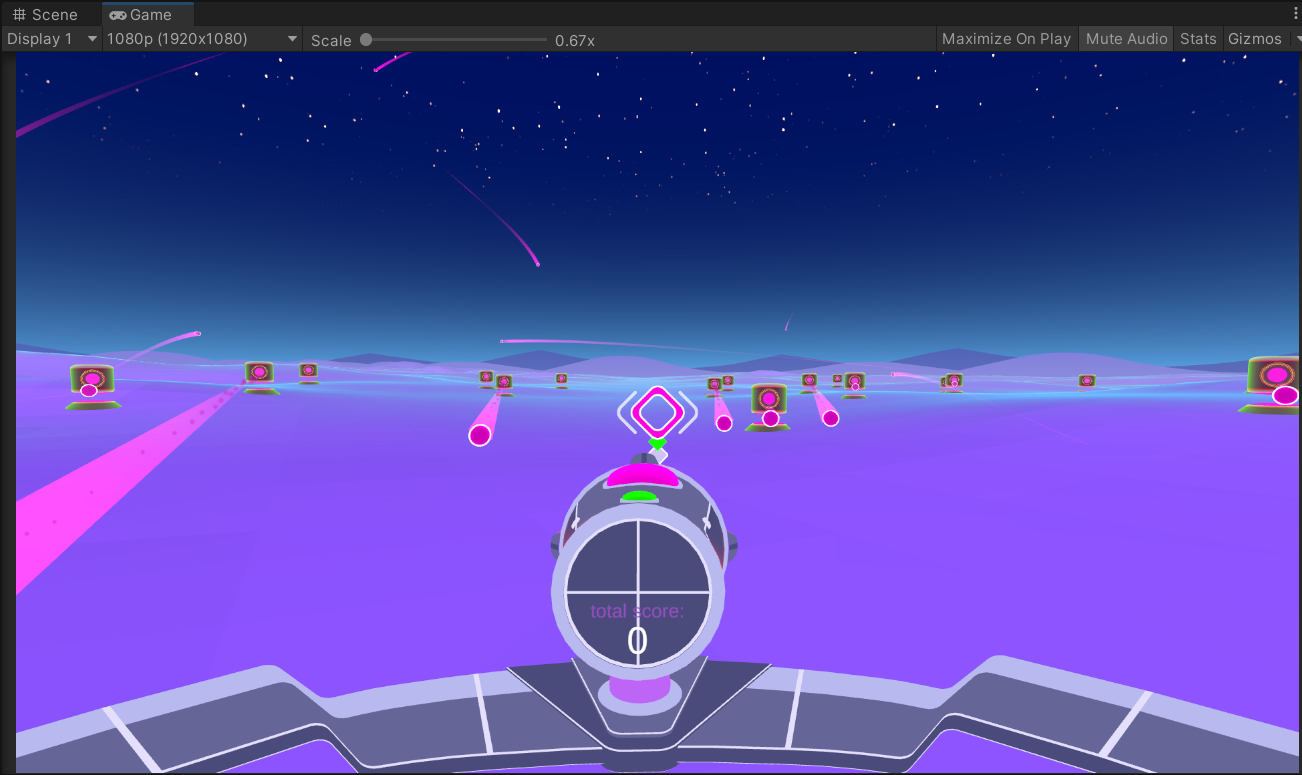 Scene Game
Display 1 1080p (1920x1080) Scale 0.67x Maximize On Play Mute Audio Stats Gizmos
total score:
0